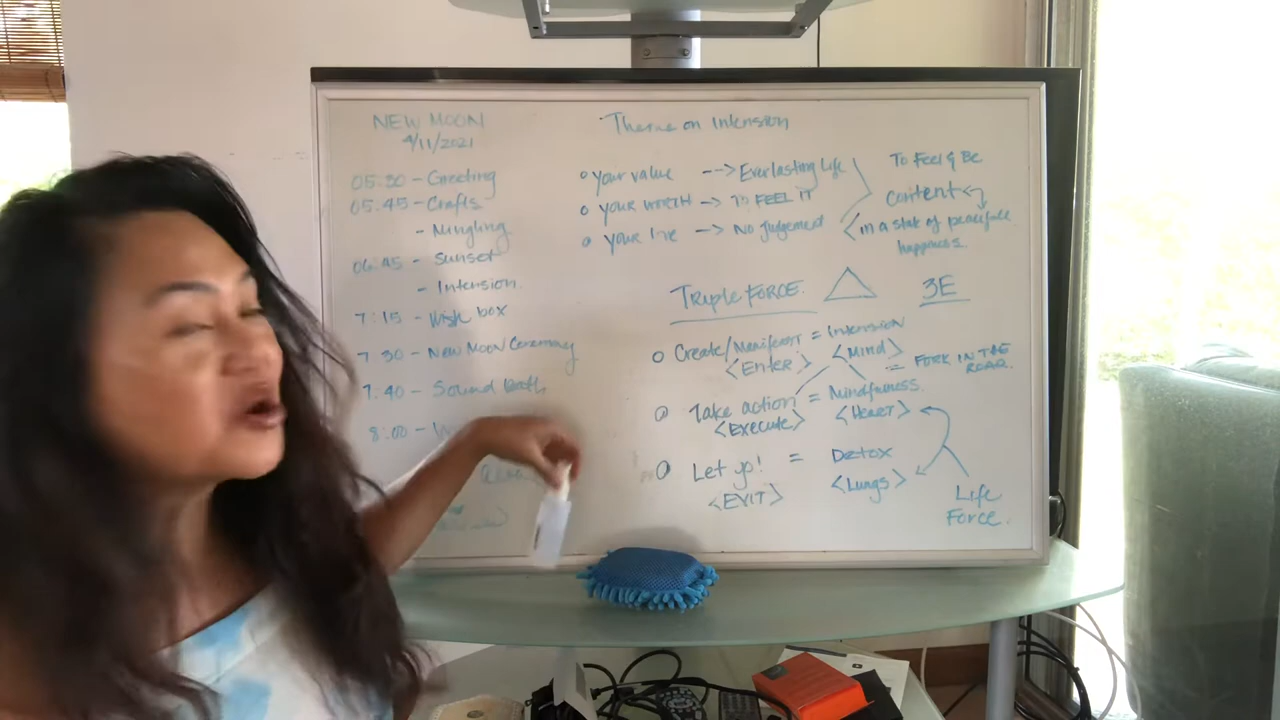 NEW MOON
4/11/2021
05:30 - Greeting
05:45 - Crafts
- Mingling
06:45 - Sunset
- Intension
7:15 - Wish box
7:30 - New Moon Ceremony
7:40 - Sound Bath
8:00 -
Theme on Intension
your value --> Everlasting Life
your worth --> TO FEEL IT
your --> No Judgement
To Feel & Be
content
in a state of peacefull
happiness.
TRIPLE FORCE.
3E
Create/Manifest = Intension
<Enter> <Mind> = FORK IN THE
ROAD.
Take action = Mindfulness.
<Execute> <HEART>
Let go! = Detox
<EXIT> <Lungs>
Life
Force.